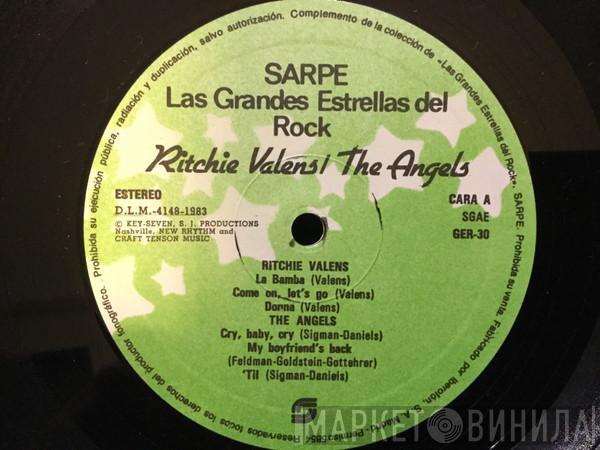 SARPE
Las Grandes Estrellas del
Rock
Ritchie Valens/ The Angels
ESTEREO
D.L.M.-4148-1983
© KEY-SEVEN, S. J. PRODUCTIONS
Nashville, NEW RHYTHM and
CRAFT TENSON MUSIC
CARA A
SGAE
GER-30
RITCHIE VALENS
La Bamba (Valens)
Come on, let's go (Valens)
Donna (Valens)
THE ANGELS
Cry, baby, cry (Sigman-Daniels)
My boyfriend's back
(Feldman-Goldstein-Gottehrer)
'Til (Sigman-Daniels)
Reservados todos los derechos del productor fonográfico. Prohibida su ejecución pública, radiación y duplicación, salvo autorización. Complemento de la colección de «Las Grandes Estrellas del Rock». SARPE. Prohibida su venta. Fabricado por Iberofón, S. A. Madrid - Permiso 5854
МАРКЕТ ВИНИЛА